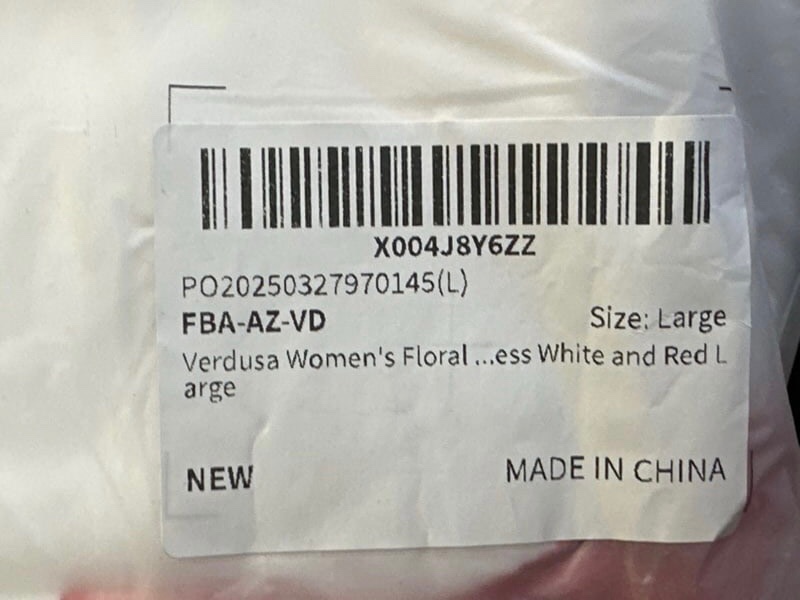 X004J8Y6ZZ
PO20250327970145(L)
FBA-AZ-VD Size: Large
Verdusa Women's Floral ...ess White and Red L
arge
NEW MADE IN CHINA